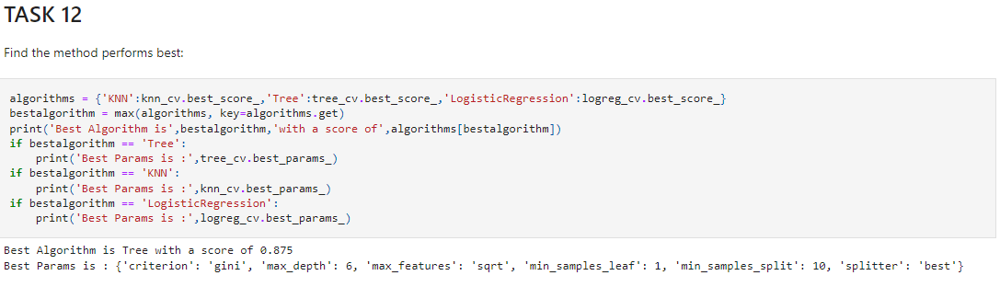 TASK 12
Find the method performs best:
algorithms = {'KNN':knn_cv.best_score_,'Tree':tree_cv.best_score_,'LogisticRegression':logreg_cv.best_score_}
bestalgorithm = max(algorithms, key=algorithms.get)
print('Best Algorithm is',bestalgorithm,'with a score of',algorithms[bestalgorithm])
if bestalgorithm == 'Tree':
    print('Best Params is :',tree_cv.best_params_)
if bestalgorithm == 'KNN':
    print('Best Params is :',knn_cv.best_params_)
if bestalgorithm == 'LogisticRegression':
    print('Best Params is :',logreg_cv.best_params_)
Best Algorithm is Tree with a score of 0.875
Best Params is : {'criterion': 'gini', 'max_depth': 6, 'max_features': 'sqrt', 'min_samples_leaf': 1, 'min_samples_split': 10, 'splitter': 'best'}